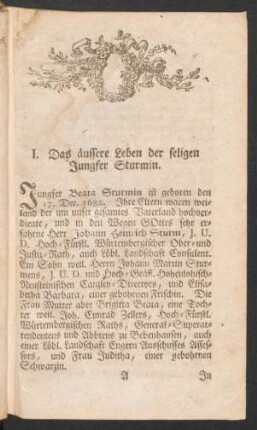 I. Das äussere Leben der seligen
Jungfer Sturmin.
Jungfer Beata Sturmin ist geboren den
17. Dec. 1682. Ihre Eltern waren wei-
land der um unser gesamtes Vaterland hochver-
diente, und in den Wegen GOttes sehr er-
fahene Herr Johann Heinrich Sturm, J. U.
D. Hoch-Fürstl. Würtembergischer Ober- und
Justiz-Rath, auch Löbl. Landschaft Consulent.
Ein Sohn weil. Herrn Johann Martin Stur-
mens, J. U. D. und Hoch-Gräfl. Hohenlohisch-
Neuensteinischen Canzley-Directors, und Elisa-
betha Barbara, einer gebohrnen Frischin. Die
Frau Mutter aber Brigitta Beata, eine Toch-
ter weil. Joh. Cunrad Zellers, Hoch-Fürstl.
Würtembergischen Raths, General-Superat-
tendentens und Abbtens zu Bebenhausen, auch
einer Löbl. Landschaft Engern Ausschusses Asses-
sors, und Frau Juditha, einer gebohrnen
Schwarzin.
A In